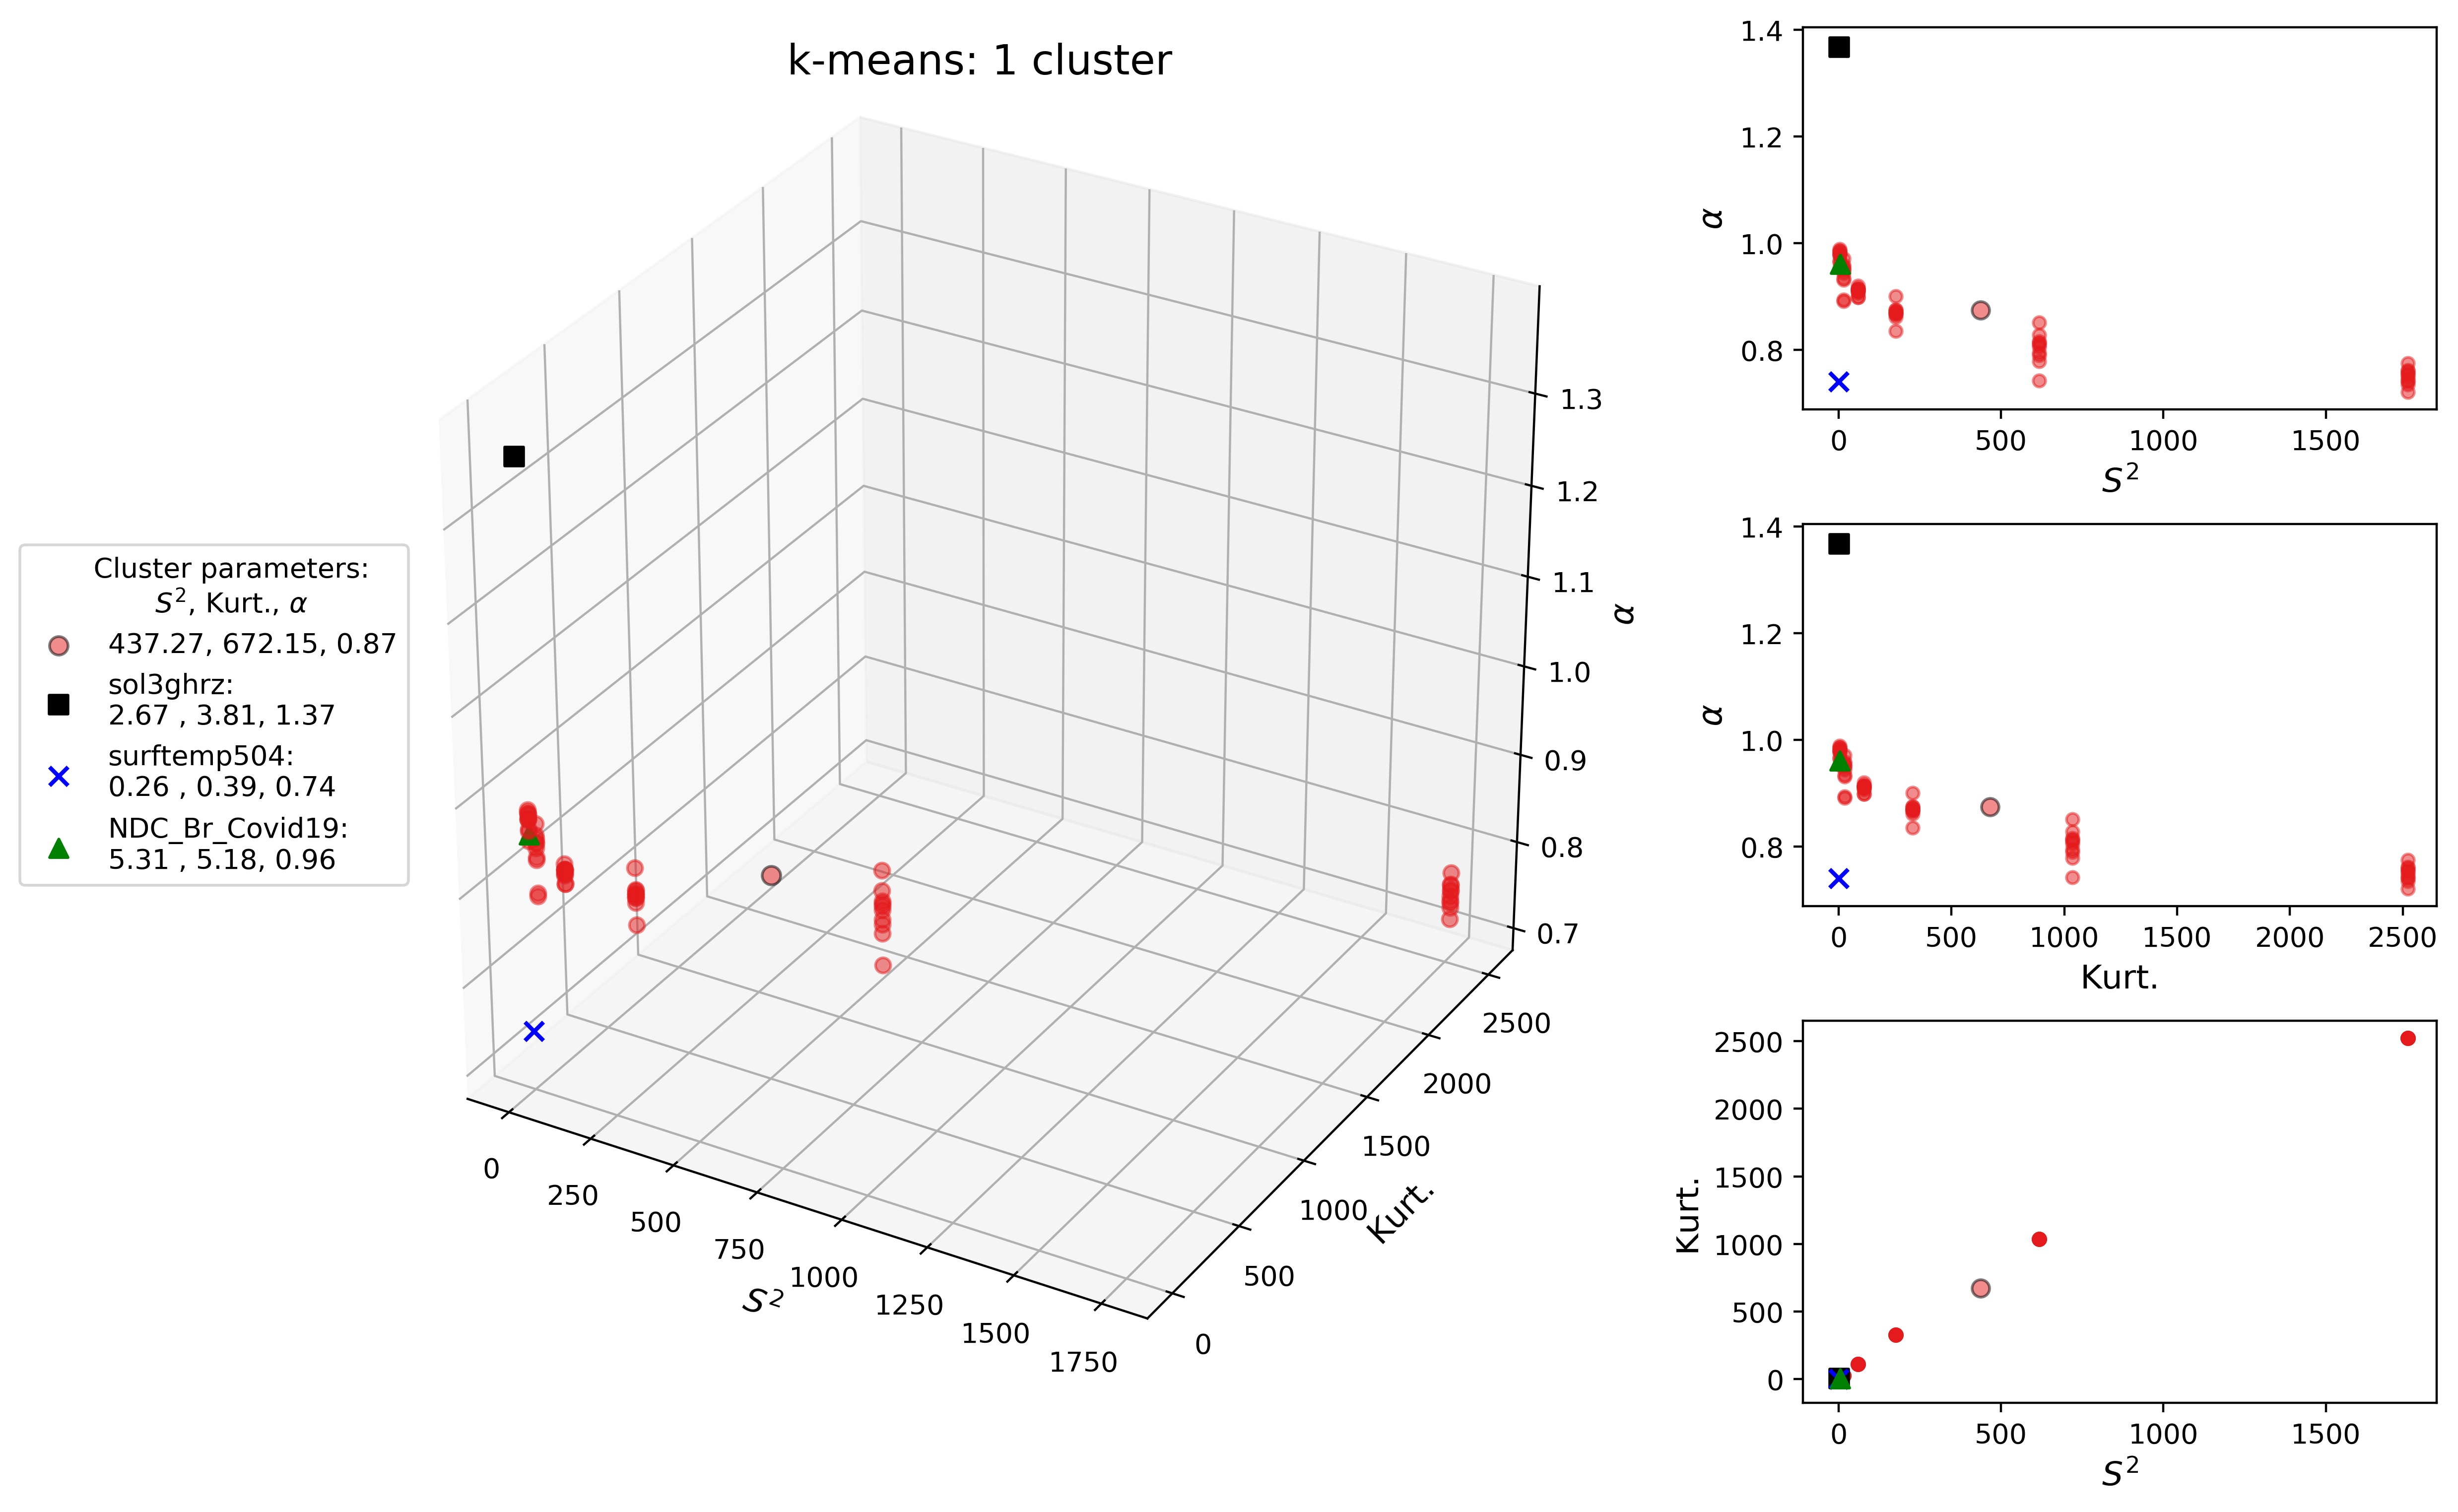 k-means: 1 cluster
Cluster parameters:
S², Kurt., α
437.27, 672.15, 0.87
sol3ghrz:
2.67 , 3.81, 1.37
surftemp504:
0.26 , 0.39, 0.74
NDC_Br_Covid19:
5.31 , 5.18, 0.96
1.3
1.2
1.1
1.0
0.9
0.8
0.7
α
0
250
500
750
1000
1250
1500
1750
S²
0
500
1000
1500
2000
2500
Kurt.
1.4
1.2
1.0
0.8
α
0 500 1000 1500
S²
1.4
1.2
1.0
0.8
α
0 500 1000 1500 2000 2500
Kurt.
2500
2000
1500
1000
500
0
Kurt.
0 500 1000 1500
S²